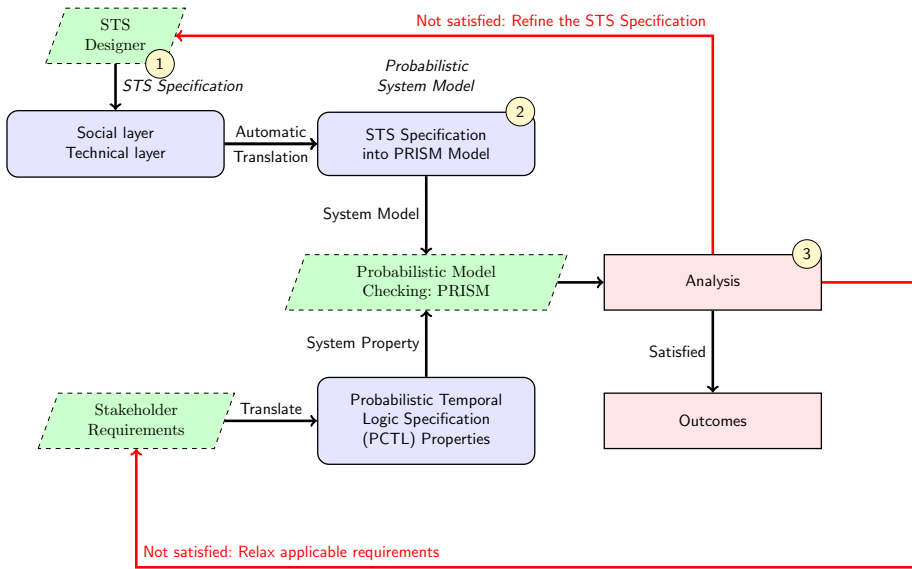 Not satisfied: Refine the STS Specification
STS
Designer
1
STS Specification
Probabilistic
System Model
Social layer
Technical layer
Automatic
Translation
2
STS Specification
into PRISM Model
System Model
Probabilistic Model
Checking: PRISM
3
Analysis
System Property
Satisfied
Stakeholder
Requirements
Translate
Probabilistic Temporal
Logic Specification
(PCTL) Properties
Outcomes
Not satisfied: Relax applicable requirements